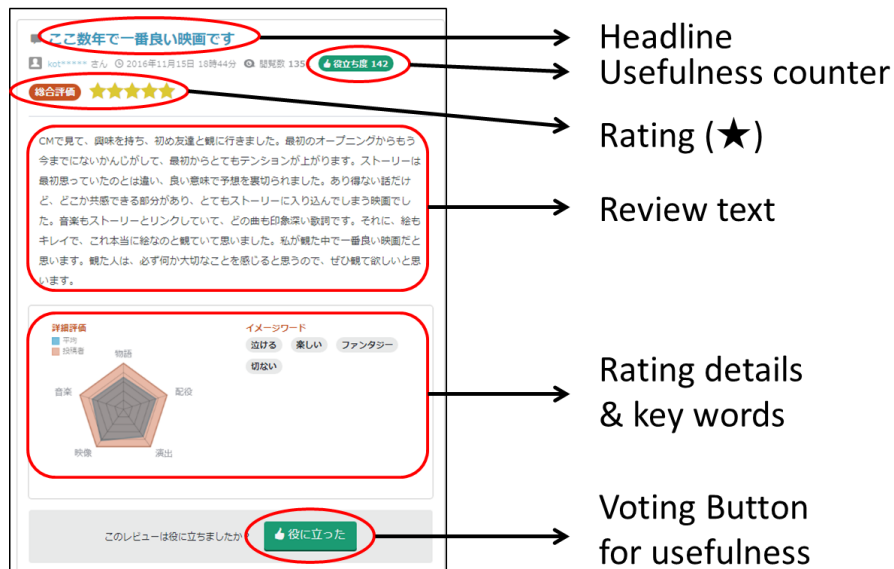 ここ数年で一番良い映画です
kot***** さん 2016年11月15日 18時44分 閲覧数 135 役立ち度 142
総合評価 ★★★★★
CMで見て、興味を持ち、初め友達と観に行きました。最初のオープニングからもう
今までにないかんじがして、最初からとてもテンションが上がります。ストーリーは
最初思っていたのとは違い、良い意味で予想を裏切られました。あり得ない話だけ
ど、どこか共感できる部分があり、とてもストーリーに入り込んでしまう映画でし
た。音楽もストーリーとリンクしていて、どの曲も印象深い歌詞です。それに、絵も
キレイで、これ本当に絵なのと観ていて思いました。私が観た中で一番良い映画だと
思います。観た人は、必ず何か大切なことを感じると思うので、ぜひ観て欲しいと思
います。
詳細評価
平均
投稿者
物語
音楽
配役
映像
演出
イメージワード
泣ける 楽しい ファンタジー
切ない
このレビューは役に立ちましたか
役に立った
Headline
Usefulness counter
Rating (★)
Review text
Rating details
& key words
Voting Button
for usefulness